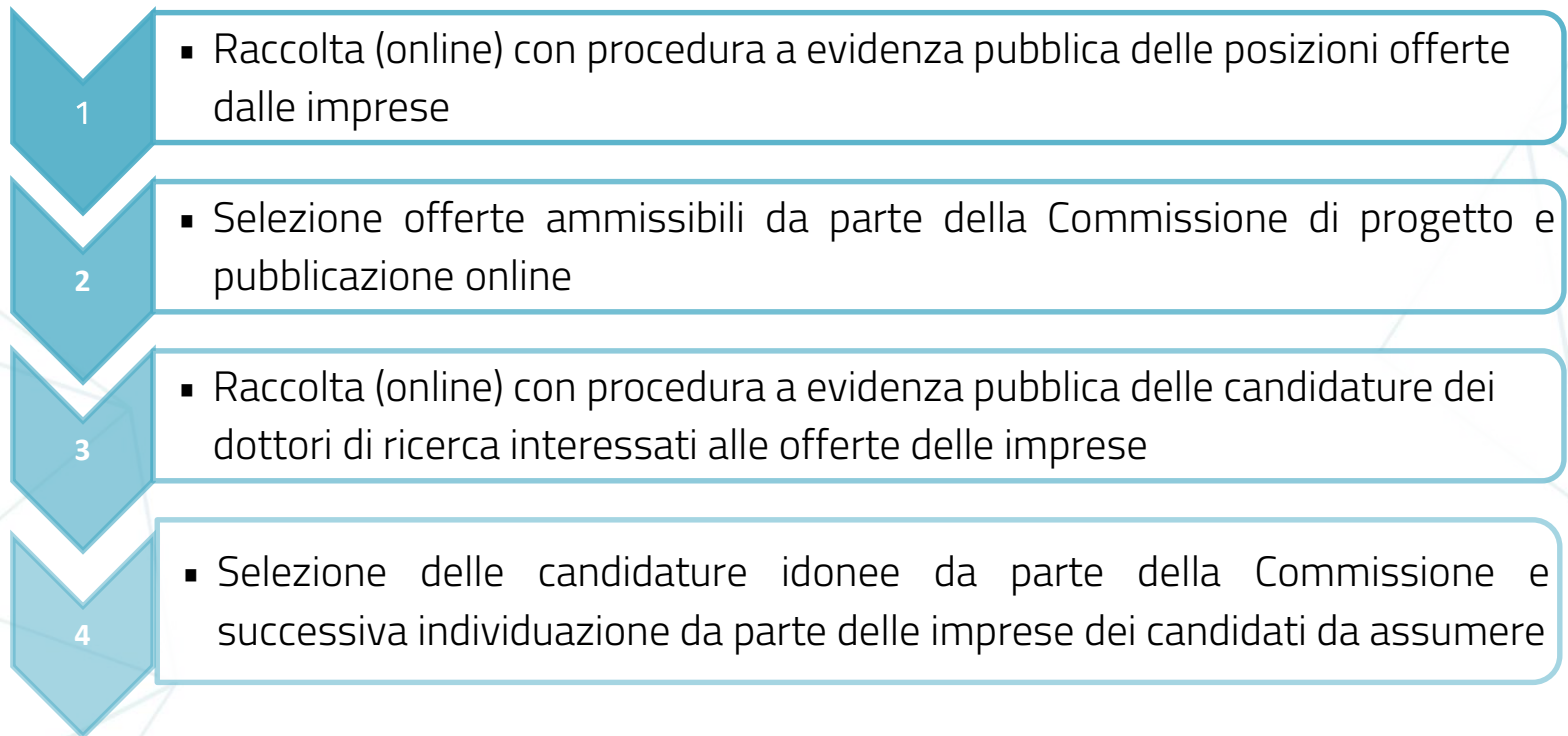 1
▪ Raccolta (online) con procedura a evidenza pubblica delle posizioni offerte
dalle imprese
2
▪ Selezione offerte ammissibili da parte della Commissione di progetto e
pubblicazione online
3
▪ Raccolta (online) con procedura a evidenza pubblica delle candidature dei
dottori di ricerca interessati alle offerte delle imprese
4
▪ Selezione delle candidature idonee da parte della Commissione e
successiva individuazione da parte delle imprese dei candidati da assumere